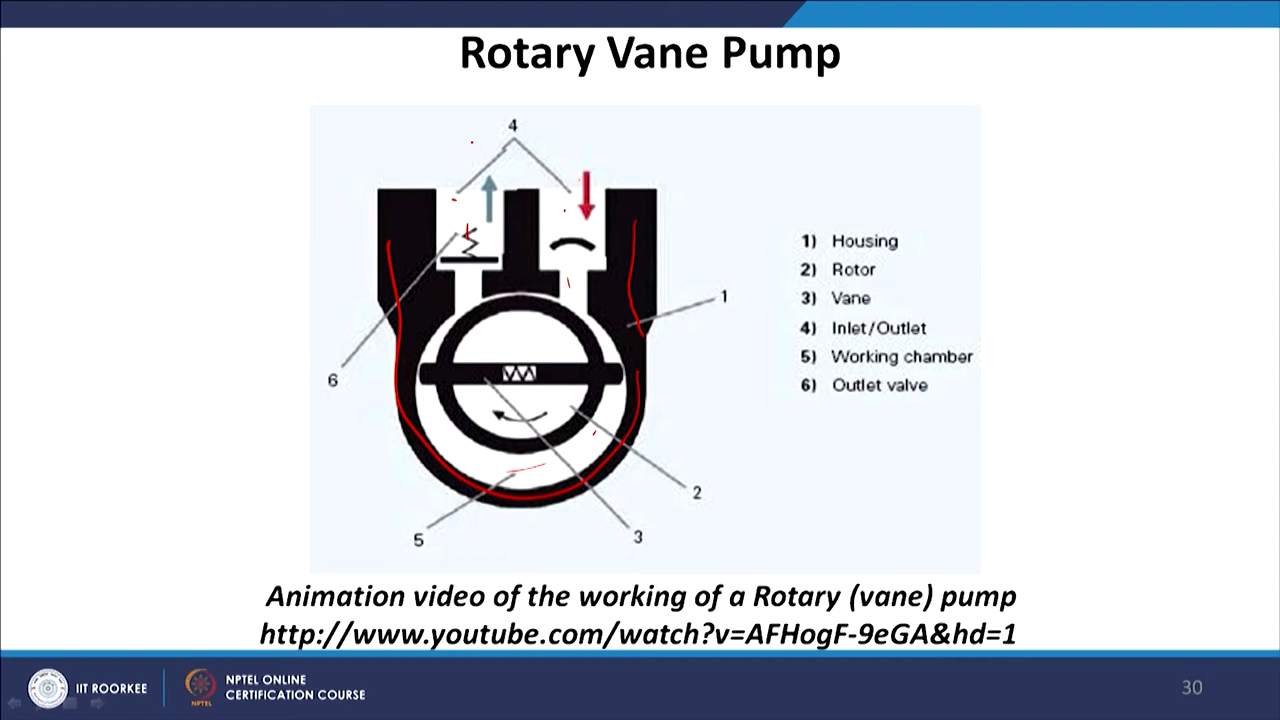 Rotary Vane Pump
4
1
6
2
5
3
1) Housing
2) Rotor
3) Vane
4) Inlet/Outlet
5) Working chamber
6) Outlet valve
Animation video of the working of a Rotary (vane) pump
http://www.youtube.com/watch?v=AFHogF-9eGA&hd=1
IIT ROORKEE
NPTEL
NPTEL ONLINE
CERTIFICATION COURSE
30